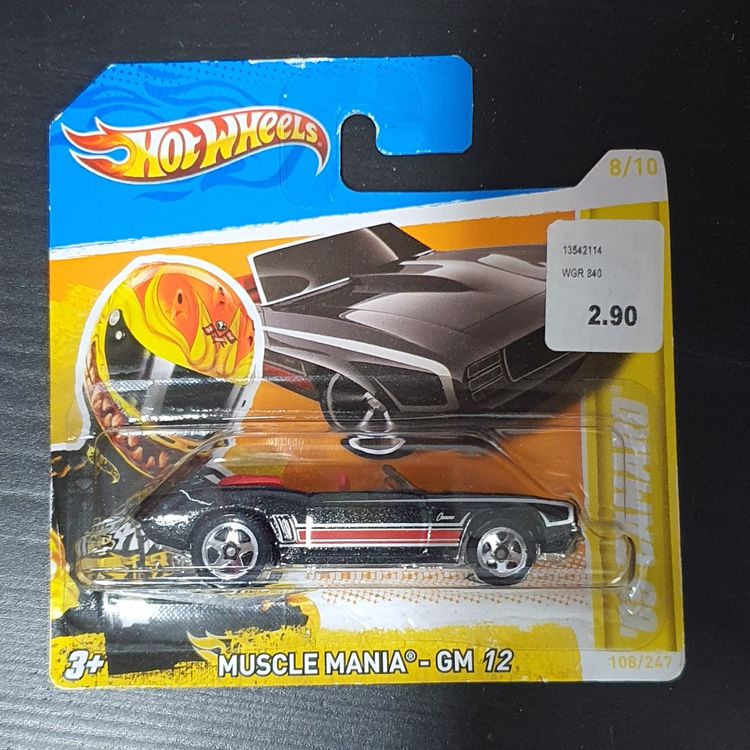 HOT WHEELS
8/10
13542114
WGR 840
2.90
'69 CAMARO
Camaro
3+
MUSCLE MANIA® - GM 12
108/247